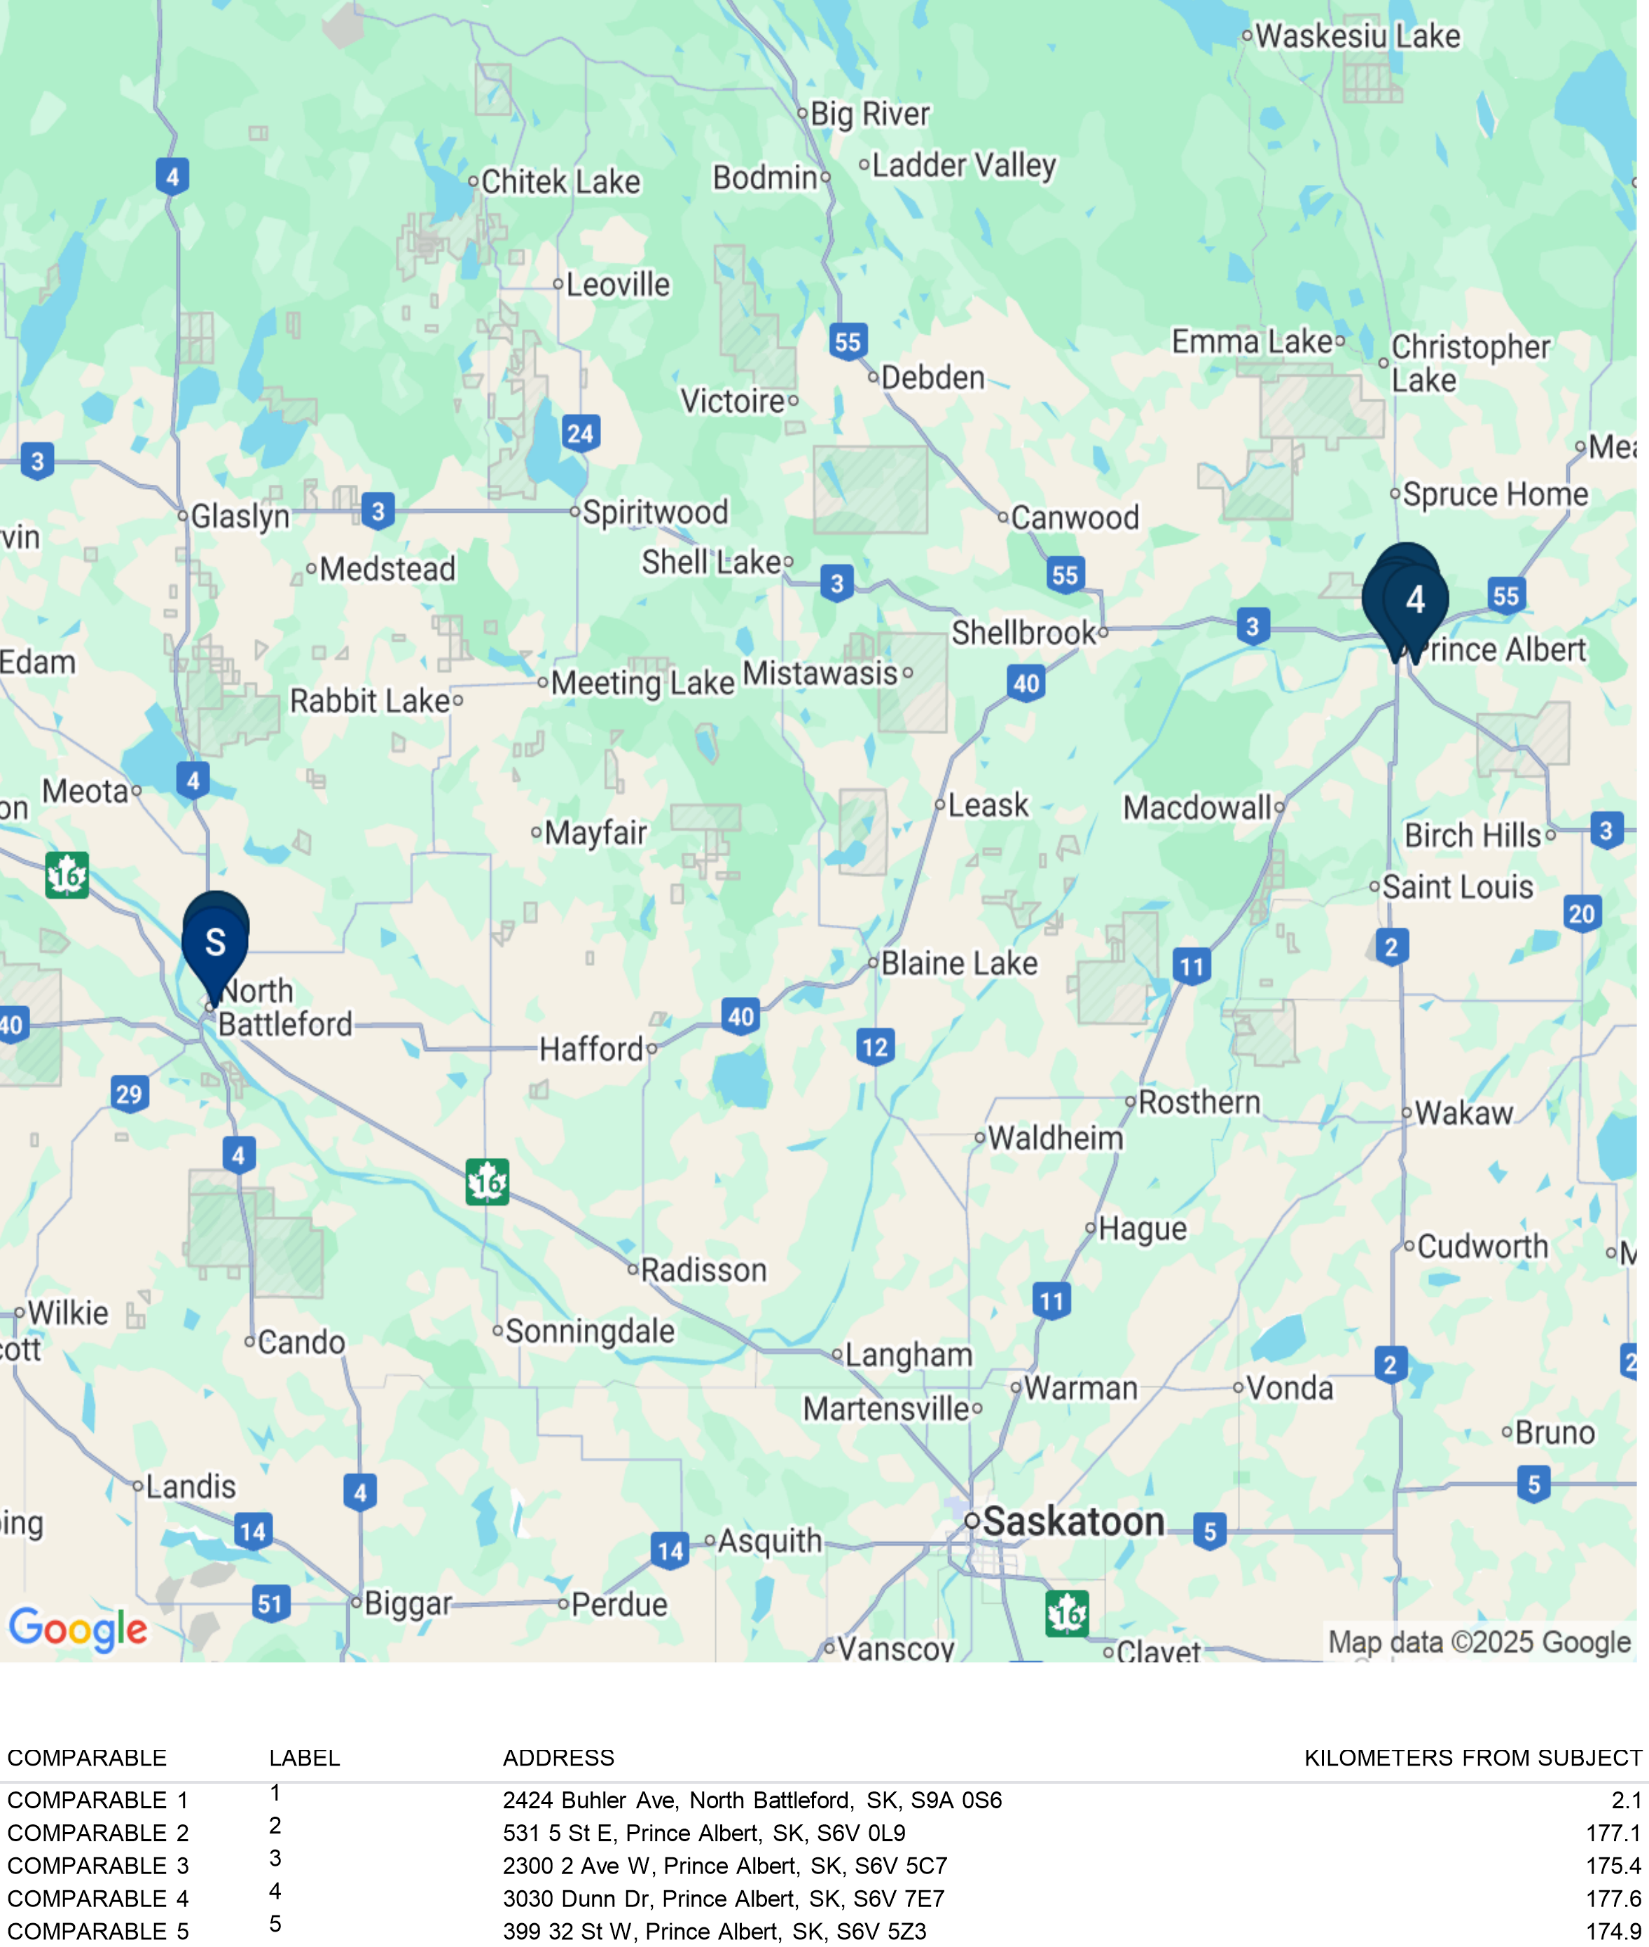 Waskesiu Lake
Big River
Ladder Valley
Bodmin
4
Chitek Lake
Leoville
55
Emma Lake
Christopher
Lake
Debden
Victoire
24
3
Spruce Home
Glaslyn
3
Spiritwood
Canwood
Shell Lake
Medstead
3
55
4
55
Shellbrook
3
Prince Albert
Edam
Rabbit Lake
Meeting Lake
Mistawasis
40
4
Meota
Leask
Macdowall
Mayfair
Birch Hills
3
16
Saint Louis
20
S
2
Blaine Lake
11
North
Battleford
40
40
Hafford
12
29
Rosthern
Wakaw
Waldheim
4
16
Hague
Cudworth
Radisson
11
Wilkie
Sonningdale
Cando
Langham
2
Warman
Vonda
Martensville
Bruno
Landis
4
5
14
Saskatoon
5
Asquith
14
51
Biggar
Perdue
16
Google
Vanscoy
Clavet
Map data ©2025 Google
COMPARABLE LABEL ADDRESS KILOMETERS FROM SUBJECT
COMPARABLE 1 1 2424 Buhler Ave, North Battleford, SK, S9A 0S6 2.1
COMPARABLE 2 2 531 5 St E, Prince Albert, SK, S6V 0L9 177.1
COMPARABLE 3 3 2300 2 Ave W, Prince Albert, SK, S6V 5C7 175.4
COMPARABLE 4 4 3030 Dunn Dr, Prince Albert, SK, S6V 7E7 177.6
COMPARABLE 5 5 399 32 St W, Prince Albert, SK, S6V 5Z3 174.9